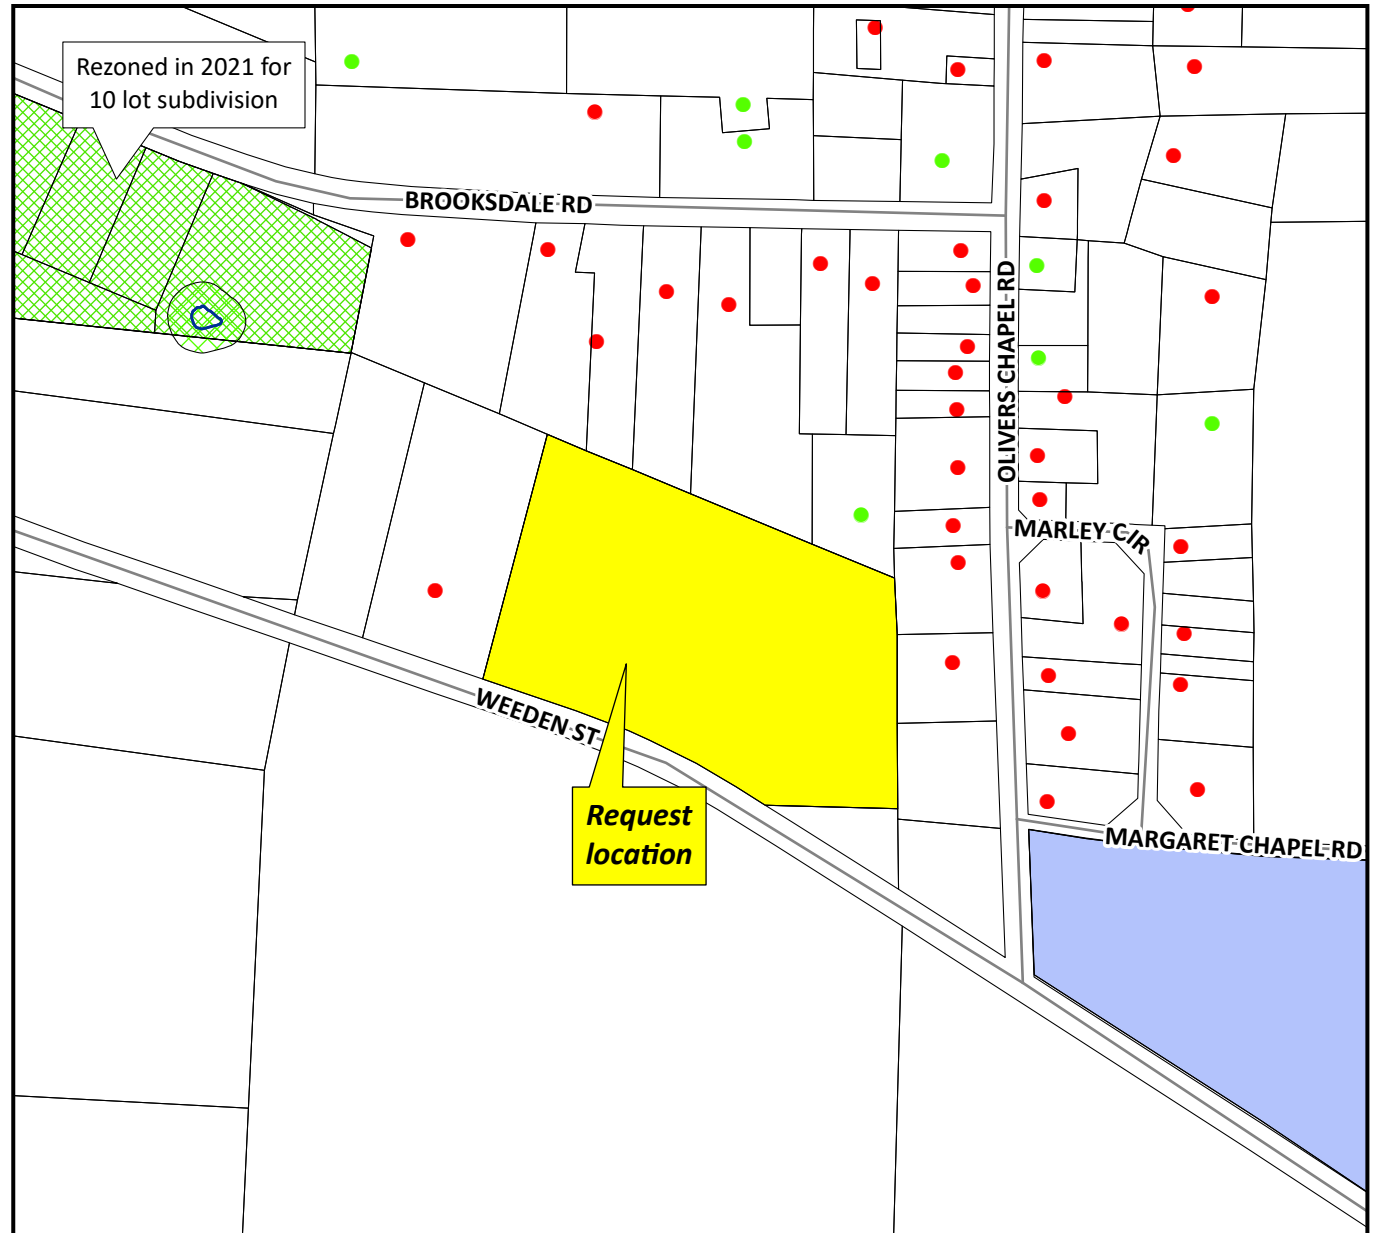 Rezoned in 2021 for
10 lot subdivision
BROOKSDALE RD
OLIVERS CHAPEL RD
MARLEY CIR
WEEDEN ST
Request
location
MARGARET CHAPEL RD